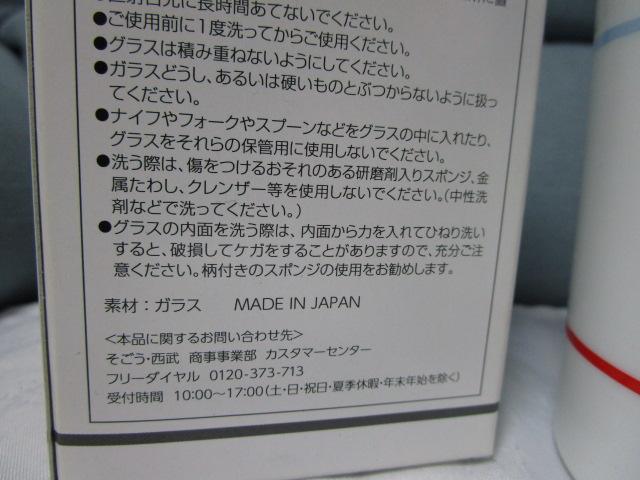 ●直射日光に長時間あてないでください。
●ご使用前に1度洗ってからご使用ください。
●グラスは積み重ねないようにしてください。
●ガラスどうし、あるいは硬いものとぶつからないように扱っ
てください。
●ナイフやフォークやスプーンなどをグラスの中に入れたり、
グラスをそれらの保管用に使用しないでください。
●洗う際は、傷をつけるおそれのある研磨剤入りスポンジ、金
属たわし、クレンザー等を使用しないでください。(中性洗
剤などで洗ってください。)
●グラスの内面を洗う際は、内面から力を入れてひねり洗い
すると、破損してケガをすることがありますので、充分ご注
意ください。柄付きのスポンジの使用をお勧めします。
素材：ガラス MADE IN JAPAN
<本品に関するお問い合わせ先>
そごう・西武 商事事業部 カスタマーセンター
フリーダイヤル 0120-373-713
受付時間 10:00〜17:00(土・日・祝日・夏季休暇・年末年始を除く)